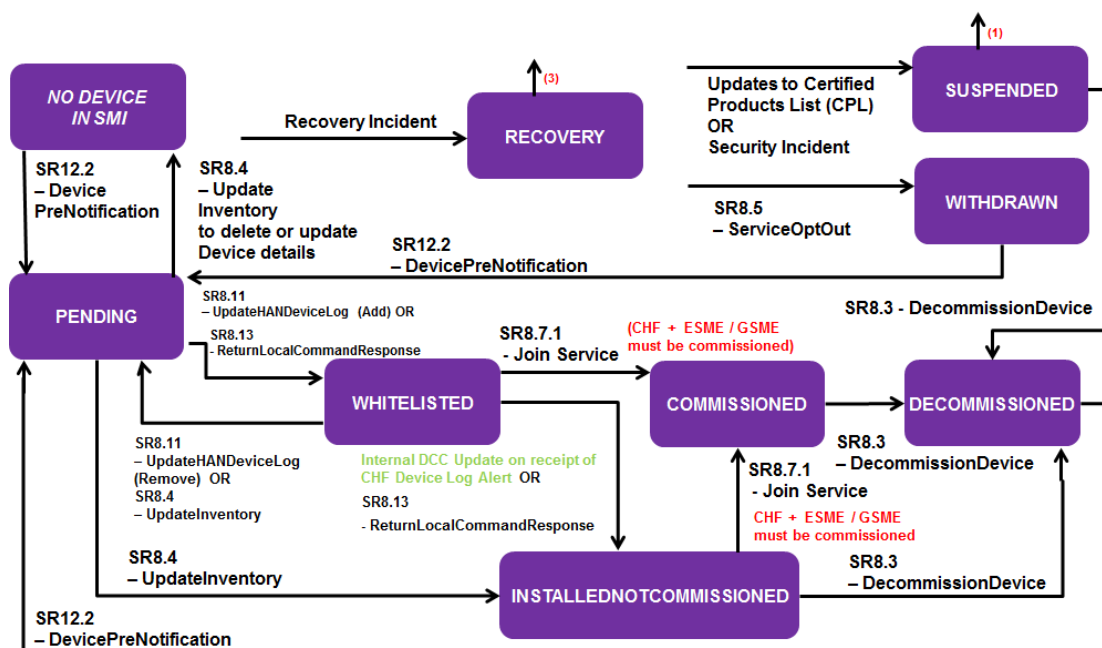 NO DEVICE
IN SMI
SR12.2
– Device
PreNotification
SR8.4
– Update
Inventory
to delete or update
Device details
Recovery Incident
(3)
RECOVERY
(1)
Updates to Certified
Products List (CPL)
OR
Security Incident
SUSPENDED
SR8.5
– ServiceOptOut
WITHDRAWN
SR12.2
– DevicePreNotification
PENDING
SR8.11
– UpdateHANDeviceLog (Add) OR
SR8.13
- ReturnLocalCommandResponse
SR8.7.1
- Join Service
(CHF + ESME / GSME
must be commissioned)
SR8.3 - DecommissionDevice
WHITELISTED
COMMISSIONED
DECOMMISSIONED
SR8.11
– UpdateHANDeviceLog
(Remove) OR
SR8.4
– UpdateInventory
Internal DCC Update on receipt of
CHF Device Log Alert OR
SR8.13
- ReturnLocalCommandResponse
SR8.7.1
- Join Service
CHF + ESME / GSME
must be commissioned
SR8.3
– DecommissionDevice
SR8.4
– UpdateInventory
INSTALLEDNOTCOMMISSIONED
SR8.3
– DecommissionDevice
SR12.2
– DevicePreNotification